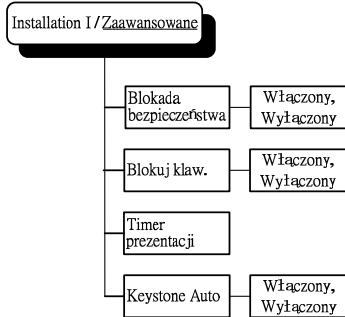 Installation I / Zaawansowane
Blokada
bezpieczeństwa
Włączony,
Wyłączony
Blokuj klaw.
Włączony,
Wyłączony
Timer
prezentacji
Keystone Auto
Włączony,
Wyłączony